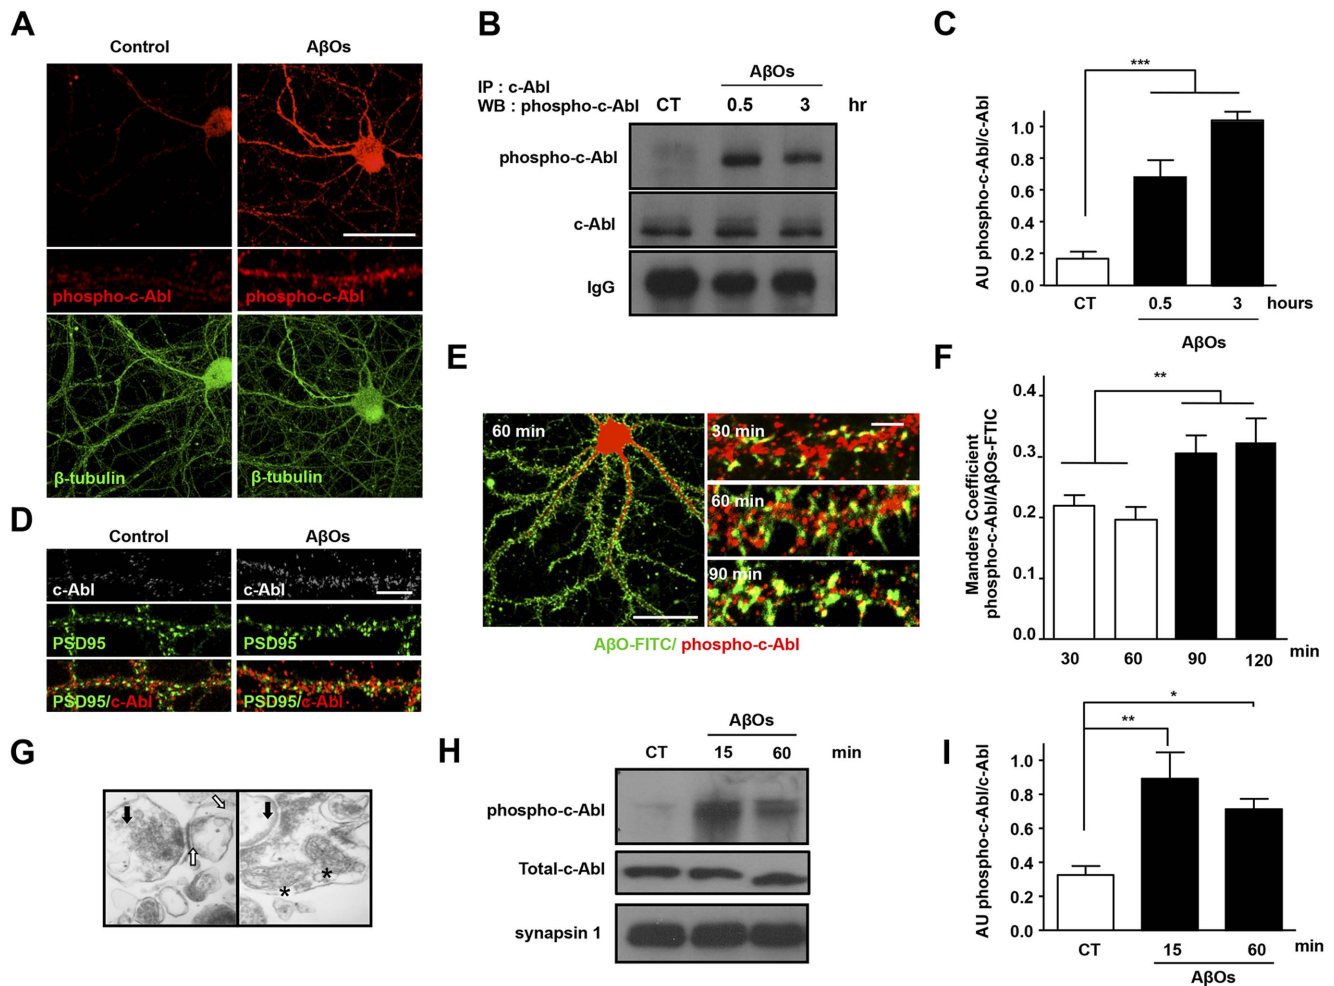 A
Control
AβOs
phospho-c-Abl
phospho-c-Abl
β-tubulin
β-tubulin
B
AβOs
IP : c-Abl
WB : phospho-c-Abl
CT
0.5
3
hr
phospho-c-Abl
c-Abl
IgG
C
***
AU phospho-c-Abl/c-Abl
1.0
0.8
0.6
0.4
0.2
0.0
CT
0.5
3
hours
AβOs
D
Control
AβOs
c-Abl
c-Abl
PSD95
PSD95
PSD95/c-Abl
PSD95/c-Abl
E
60 min
30 min
60 min
90 min
AβO-FITC/ phospho-c-Abl
F
**
Manders Coefficient
phospho-c-Abl/AβOs-FTIC
0.4
0.3
0.2
0.1
0.0
30
60
90
120
min
G
*
*
H
AβOs
CT
15
60
min
phospho-c-Abl
Total-c-Abl
synapsin 1
I
*
**
AU phospho-c-Abl/c-Abl
1.0
0.8
0.6
0.4
0.2
0.0
CT
15
60
min
AβOs